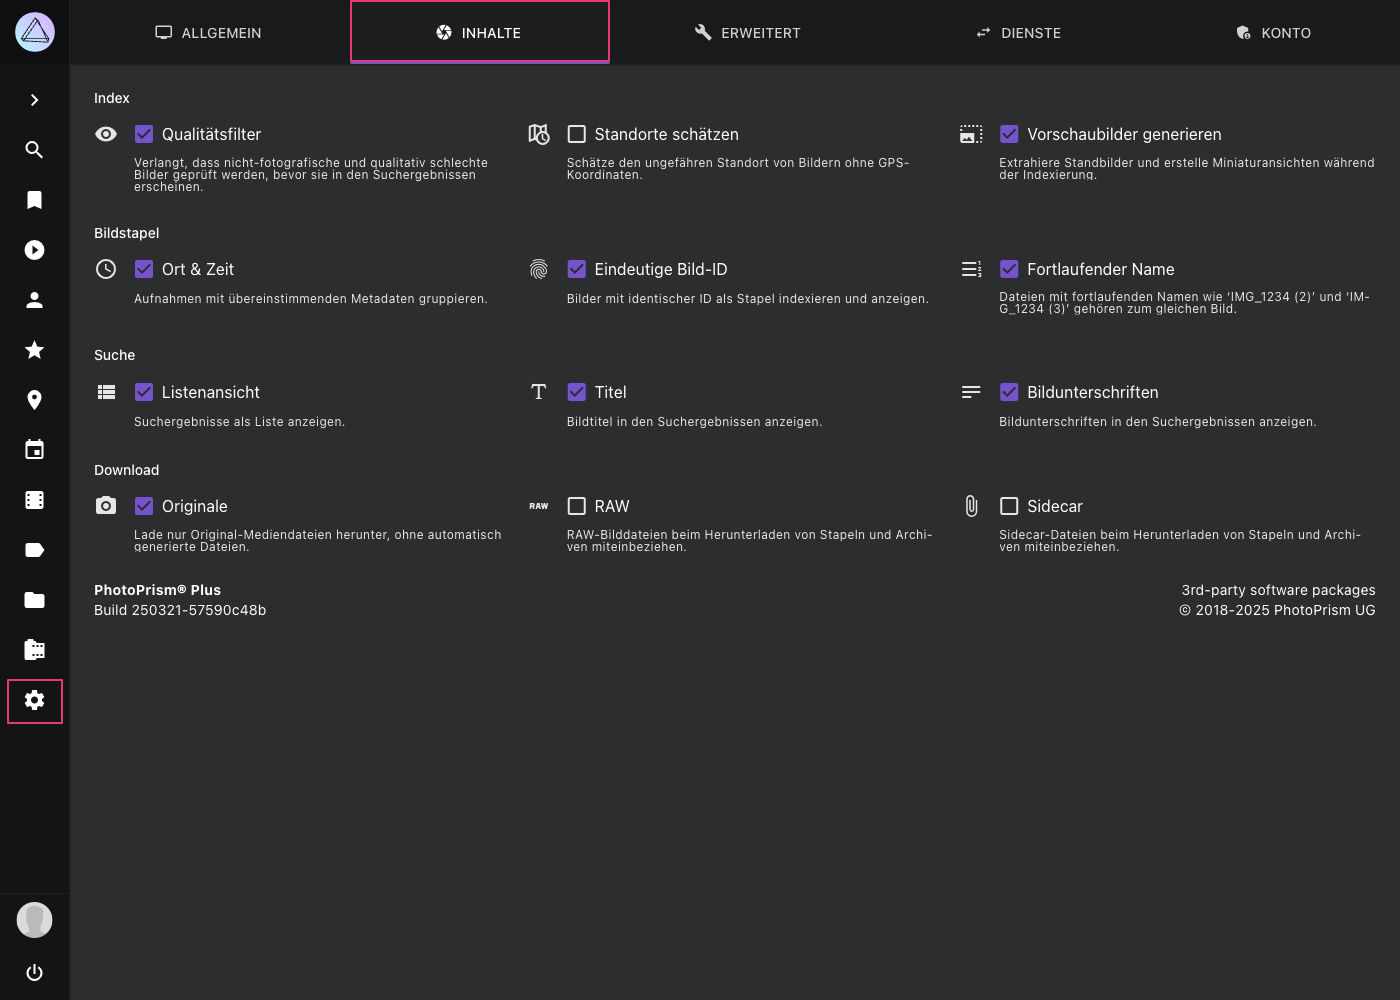 ALLGEMEIN
INHALTE
ERWEITERT
DIENSTE
KONTO
Index
Qualitätsfilter
Verlangt, dass nicht-fotografische und qualitativ schlechte
Bilder geprüft werden, bevor sie in den Suchergebnissen
erscheinen.
Standorte schätzen
Schätze den ungefähren Standort von Bildern ohne GPS-
Koordinaten.
Vorschaubilder generieren
Extrahiere Standbilder und erstelle Miniaturansichten während
der Indexierung.
Bildstapel
Ort & Zeit
Aufnahmen mit übereinstimmenden Metadaten gruppieren.
Eindeutige Bild-ID
Bilder mit identischer ID als Stapel indexieren und anzeigen.
Fortlaufender Name
Dateien mit fortlaufenden Namen wie ‘IMG_1234 (2)’ und ‘IM-
G_1234 (3)’ gehören zum gleichen Bild.
Suche
Listenansicht
Suchergebnisse als Liste anzeigen.
Titel
Bildtitel in den Suchergebnissen anzeigen.
Bildunterschriften
Bildunterschriften in den Suchergebnissen anzeigen.
Download
Originale
Lade nur Original-Mediendateien herunter, ohne automatisch
generierte Dateien.
RAW RAW
RAW-Bilddateien beim Herunterladen von Stapeln und Archi-
ven miteinbeziehen.
Sidecar
Sidecar-Dateien beim Herunterladen von Stapeln und Archi-
ven miteinbeziehen.
PhotoPrism® Plus
Build 250321-57590c48b
3rd-party software packages
© 2018-2025 PhotoPrism UG